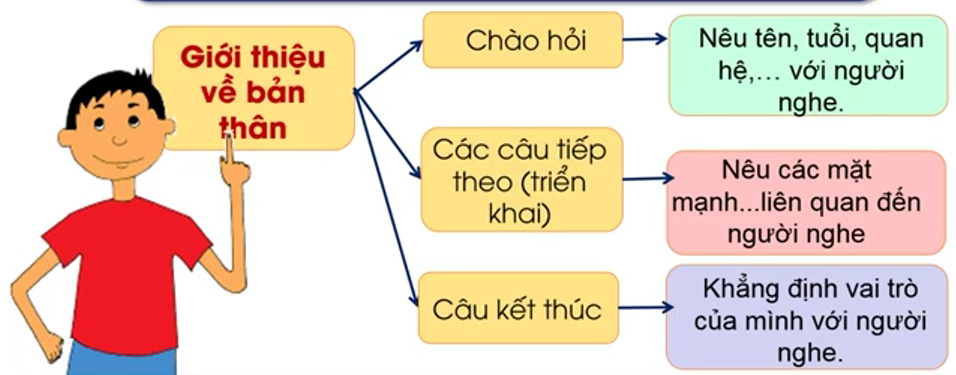 Giới thiệu
về bản
thân
Chào hỏi
Nêu tên, tuổi, quan
hệ,... với người
nghe.
Các câu tiếp
theo (triển
khai)
Nêu các mặt
mạnh...liên quan đến
người nghe
Câu kết thúc
Khẳng định vai trò
của mình với người
nghe.